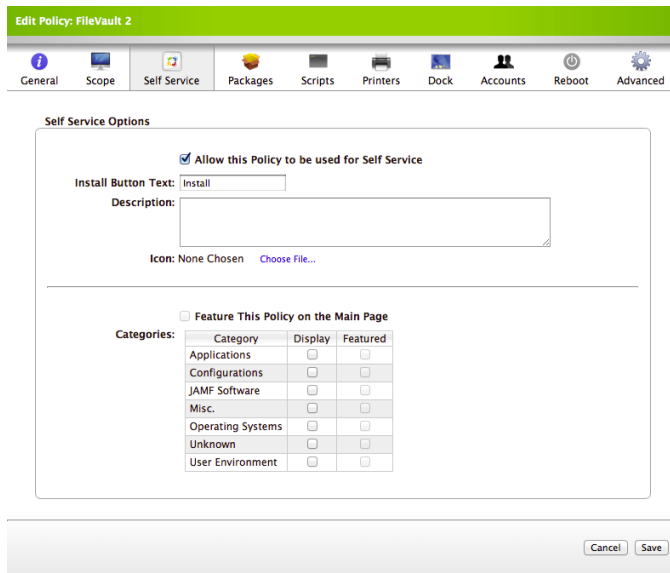 Edit Policy: FileVault 2
General Scope Self Service Packages Scripts Printers Dock Accounts Reboot Advanced
Self Service Options
Allow this Policy to be used for Self Service
Install Button Text: Install
Description:
Icon: None Chosen Choose File...
Feature This Policy on the Main Page
Categories:
Category Display Featured
Applications
Configurations
JAMF Software
Misc.
Operating Systems
Unknown
User Environment
Cancel Save